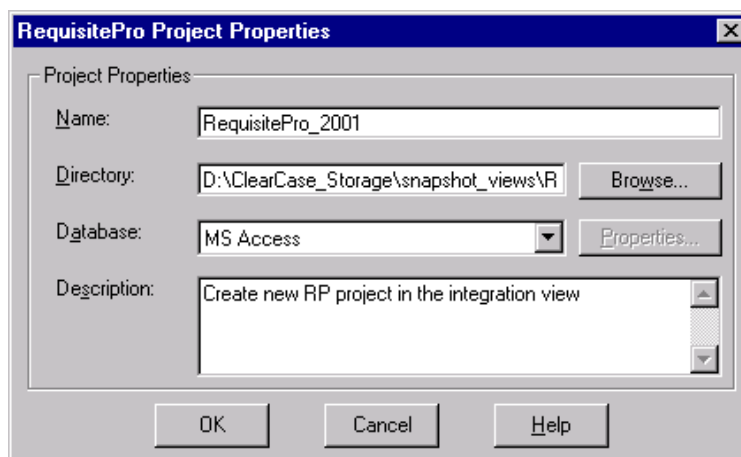 RequisitePro Project Properties
Project Properties
Name: RequisitePro_2001
Directory: D:\ClearCase_Storage\snapshot_views\R Browse...
Database: MS Access Properties...
Description: Create new RP project in the integration view
OK Cancel Help